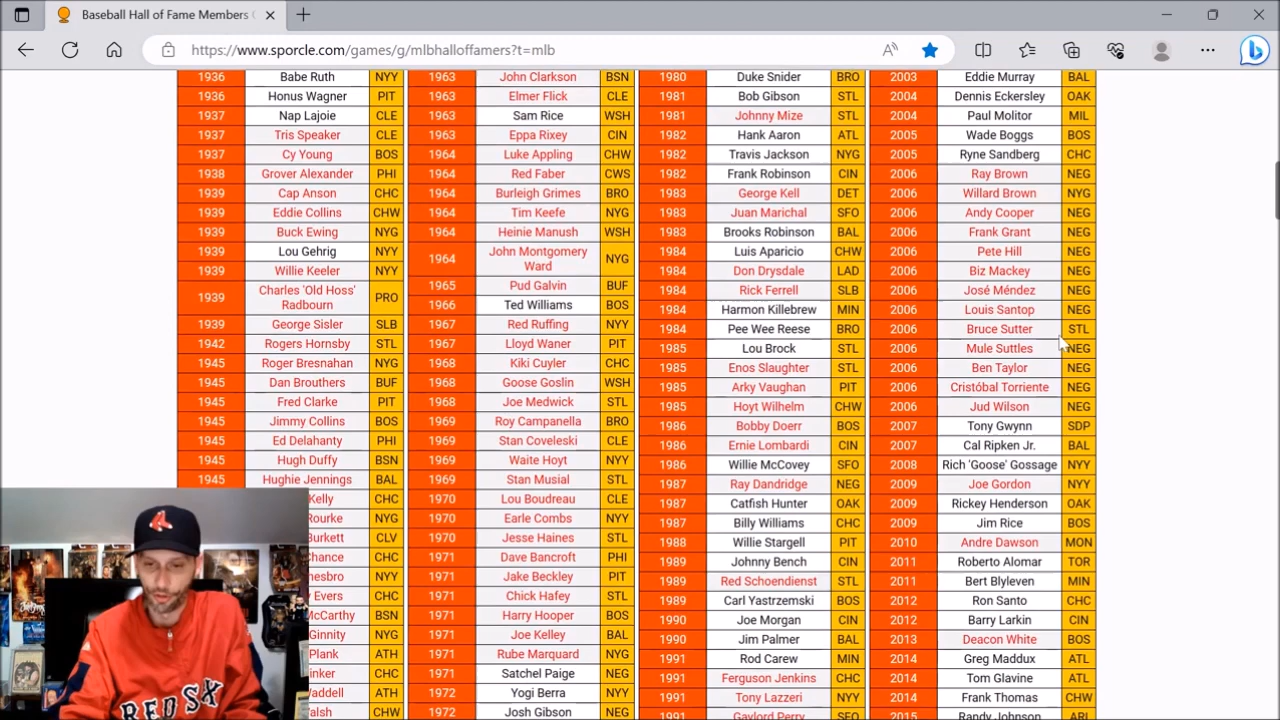 Baseball Hall of Fame Members
https://www.sporcle.com/games/g/mlbhalloffamers?t=mlb
1936 Babe Ruth NYY 1963 John Clarkson BSN 1980 Duke Snider BRO 2003 Eddie Murray BAL
1936 Honus Wagner PIT 1963 Elmer Flick CLE 1981 Bob Gibson STL 2004 Dennis Eckersley OAK
1937 Nap Lajoie CLE 1963 Sam Rice WSH 1981 Johnny Mize STL 2004 Paul Molitor MIL
1937 Tris Speaker CLE 1963 Eppa Rixey CIN 1982 Hank Aaron ATL 2005 Wade Boggs BOS
1937 Cy Young BOS 1964 Luke Appling CHW 1982 Travis Jackson NYG 2005 Ryne Sandberg CHC
1938 Grover Alexander PHI 1964 Red Faber CWS 1982 Frank Robinson CIN 2006 Ray Brown NEG
1939 Cap Anson CHC 1964 Burleigh Grimes BRO 1983 George Kell DET 2006 Willard Brown NYG
1939 Eddie Collins CHW 1964 Tim Keefe NYG 1983 Juan Marichal SFO 2006 Andy Cooper NEG
1939 Buck Ewing NYG 1964 Heinie Manush WSH 1983 Brooks Robinson BAL 2006 Frank Grant NEG
1939 Lou Gehrig NYY 1964 John Montgomery Ward NYG 1984 Luis Aparicio CHW 2006 Pete Hill NEG
1939 Willie Keeler NYY 1984 Don Drysdale LAD 2006 Biz Mackey NEG
1939 Charles 'Old Hoss' Radbourn PRO 1965 Pud Galvin BUF 1984 Rick Ferrell SLB 2006 José Méndez NEG
1966 Ted Williams BOS 1984 Harmon Killebrew MIN 2006 Louis Santop NEG
1939 George Sisler SLB 1967 Red Ruffing NYY 1984 Pee Wee Reese BRO 2006 Bruce Sutter STL
1942 Rogers Hornsby STL 1967 Lloyd Waner PIT 1985 Lou Brock STL 2006 Mule Suttles NEG
1945 Roger Bresnahan NYG 1968 Kiki Cuyler CHC 1985 Enos Slaughter STL 2006 Ben Taylor NEG
1945 Dan Brouthers BUF 1968 Goose Goslin WSH 1985 Arky Vaughan PIT 2006 Cristóbal Torriente NEG
1945 Fred Clarke PIT 1968 Joe Medwick STL 1985 Hoyt Wilhelm CHW 2006 Jud Wilson NEG
1945 Jimmy Collins BOS 1969 Roy Campanella BRO 1986 Bobby Doerr BOS 2007 Tony Gwynn SDP
1945 Ed Delahanty PHI 1969 Stan Coveleski CLE 1986 Ernie Lombardi CIN 2007 Cal Ripken Jr. BAL
1945 Hugh Duffy BSN 1969 Waite Hoyt NYY 1986 Willie McCovey SFO 2008 Rich 'Goose' Gossage NYY
1945 Hughie Jennings BAL 1969 Stan Musial STL 1987 Ray Dandridge NEG 2009 Joe Gordon NYY
Kelly CHC 1970 Lou Boudreau CLE 1987 Catfish Hunter OAK 2009 Rickey Henderson OAK
Rourke NYG 1970 Earle Combs NYY 1987 Billy Williams CHC 2009 Jim Rice BOS
Burkett CLV 1970 Jesse Haines STL 1988 Willie Stargell PIT 2010 Andre Dawson MON
Chance CHC 1971 Dave Bancroft PHI 1989 Johnny Bench CIN 2011 Roberto Alomar TOR
hesbro NYY 1971 Jake Beckley PIT 1989 Red Schoendienst STL 2011 Bert Blyleven MIN
Evers CHC 1971 Chick Hafey STL 1989 Carl Yastrzemski BOS 2012 Ron Santo CHC
McCarthy BSN 1971 Harry Hooper BOS 1990 Joe Morgan CIN 2012 Barry Larkin CIN
Ginnity NYG 1971 Joe Kelley BAL 1990 Jim Palmer BAL 2013 Deacon White BOS
Plank ATH 1971 Rube Marquard NYG 1991 Rod Carew MIN 2014 Greg Maddux ATL
inker CHC 1971 Satchel Paige NEG 1991 Ferguson Jenkins CHC 2014 Tom Glavine ATL
Waddell ATH 1972 Yogi Berra NYY 1991 Tony Lazzeri NYY 2014 Frank Thomas CHW
Walsh CHW 1972 Josh Gibson NEG 1991 Gaylord Perry SFO 2015 Randy Johnson ARI
RED SOX